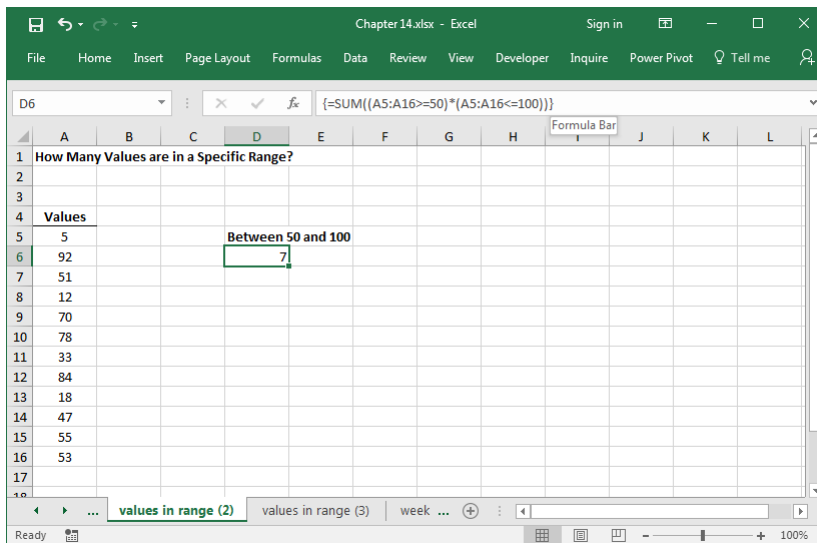 Chapter 14.xlsx - Excel Sign in
File Home Insert Page Layout Formulas Data Review View Developer Inquire Power Pivot Tell me
D6 fx {=SUM((A5:A16>=50)*(A5:A16<=100))}
Formula Bar
A B C D E F G H I J K L
1 How Many Values are in a Specific Range?
2
3
4 Values
5 5 Between 50 and 100
6 92 7
7 51
8 12
9 70
10 78
11 33
12 84
13 18
14 47
15 55
16 53
17
18
... values in range (2) values in range (3) week ...
Ready 100%